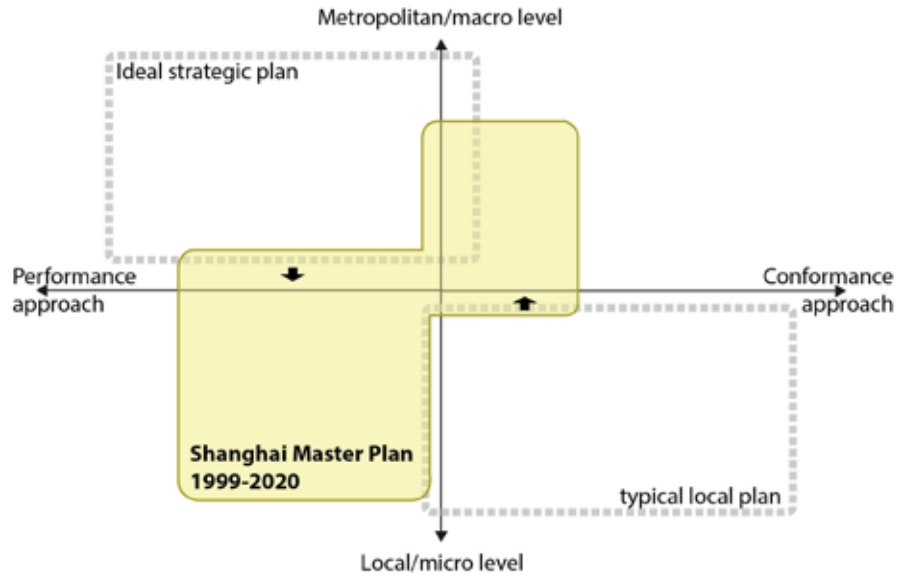 Metropolitan/macro level
Ideal strategic plan
Performance
approach
Conformance
approach
Shanghai Master Plan
1999-2020
typical local plan
Local/micro level